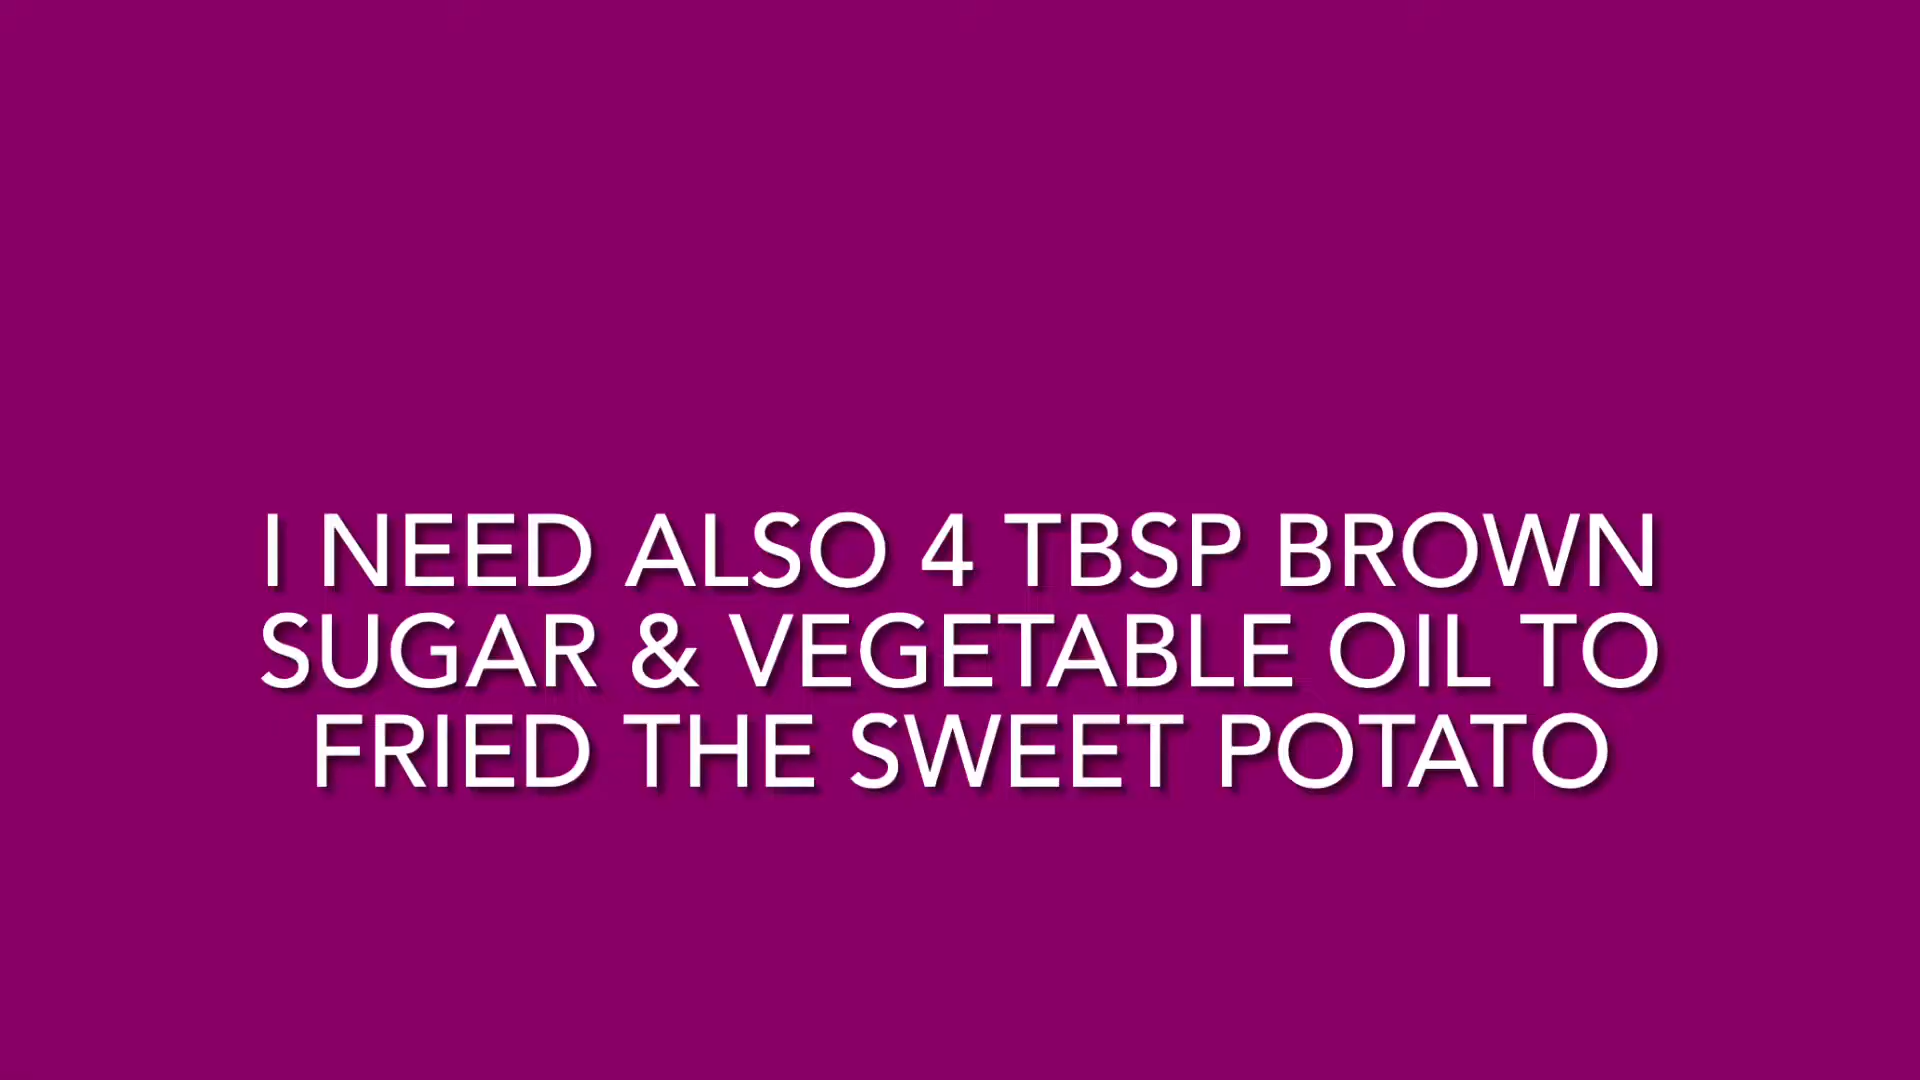 I NEED ALSO 4 TBSP BROWN
SUGAR & VEGETABLE OIL TO
FRIED THE SWEET POTATO